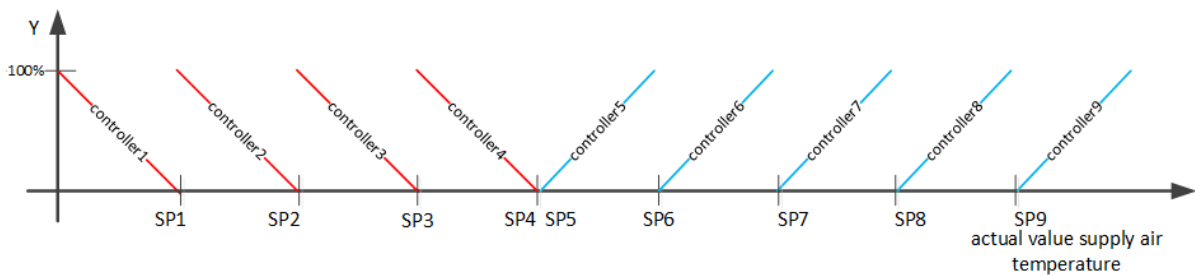 Y
100%
controller1
controller2
controller3
controller4
controller5
controller6
controller7
controller8
controller9
SP1
SP2
SP3
SP4 SP5
SP6
SP7
SP8
SP9
actual value supply air
temperature